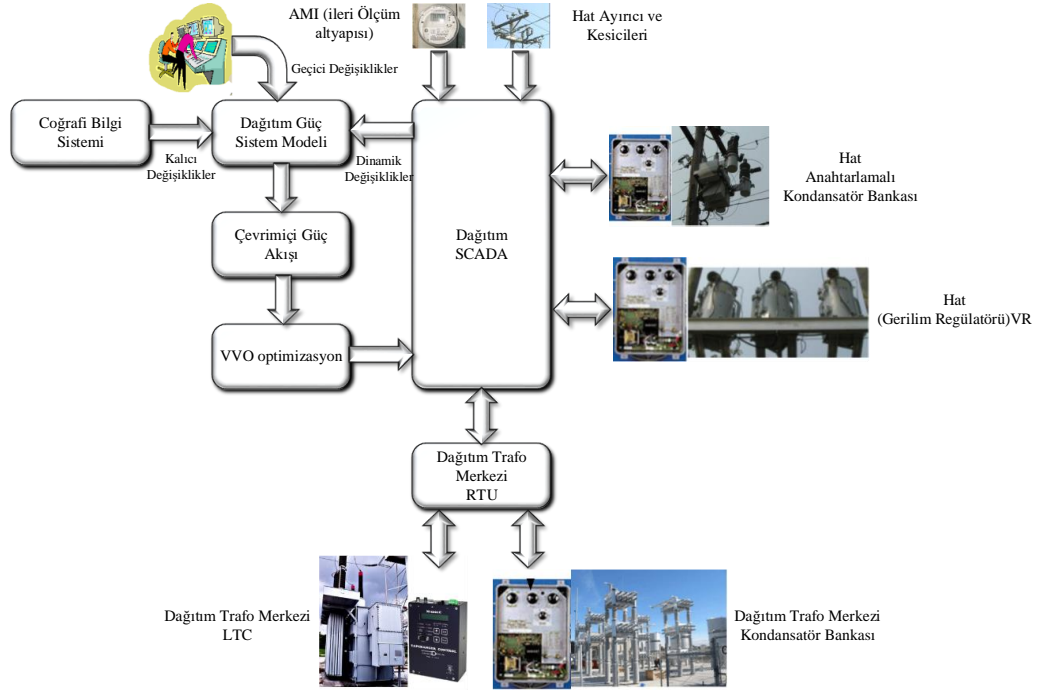 AMI (ileri Ölçüm
altyapısı)
Hat Ayırıcı ve
Kesicileri
Geçici Değişiklikler
Coğrafi Bilgi
Sistemi
Dağıtım Güç
Sistem Modeli
Kalıcı
Değişiklikler
Dinamik
Değişiklikler
Hat
Anahtarlamalı
Kondansatör Bankası
Çevrimiçi Güç
Akışı
Dağıtım
SCADA
Hat
(Gerilim Regülatörü)VR
VVO optimizasyon
Dağıtım Trafo
Merkezi
RTU
Dağıtım Trafo Merkezi
LTC
Dağıtım Trafo Merkezi
Kondansatör Bankası